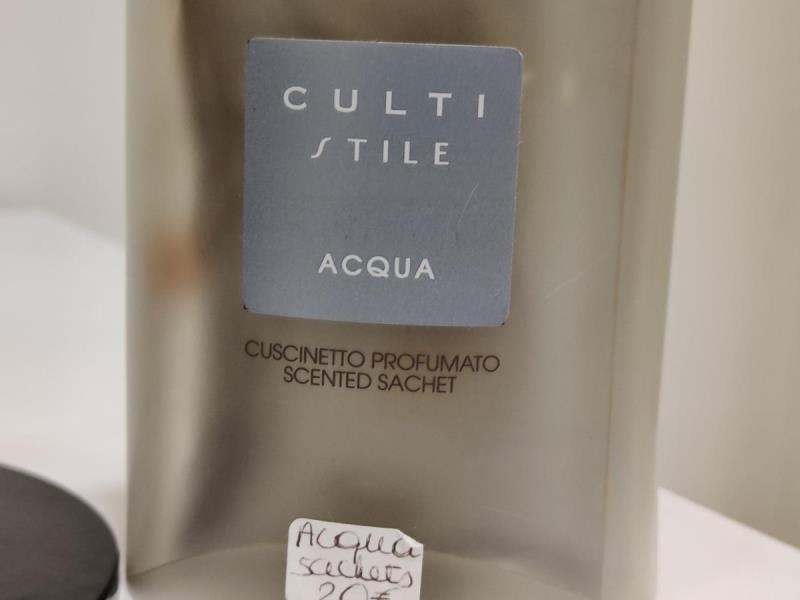 CULTI
STILE
ACQUA
CUSCINETTO PROFUMATO
SCENTED SACHET
Acqua
sachets
20€